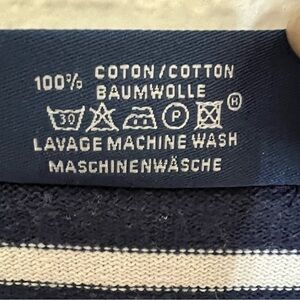 100% COTON/COTTON
BAUMWOLLE
30 P H
LAVAGE MACHINE WASH
MASCHINENWÄSCHE